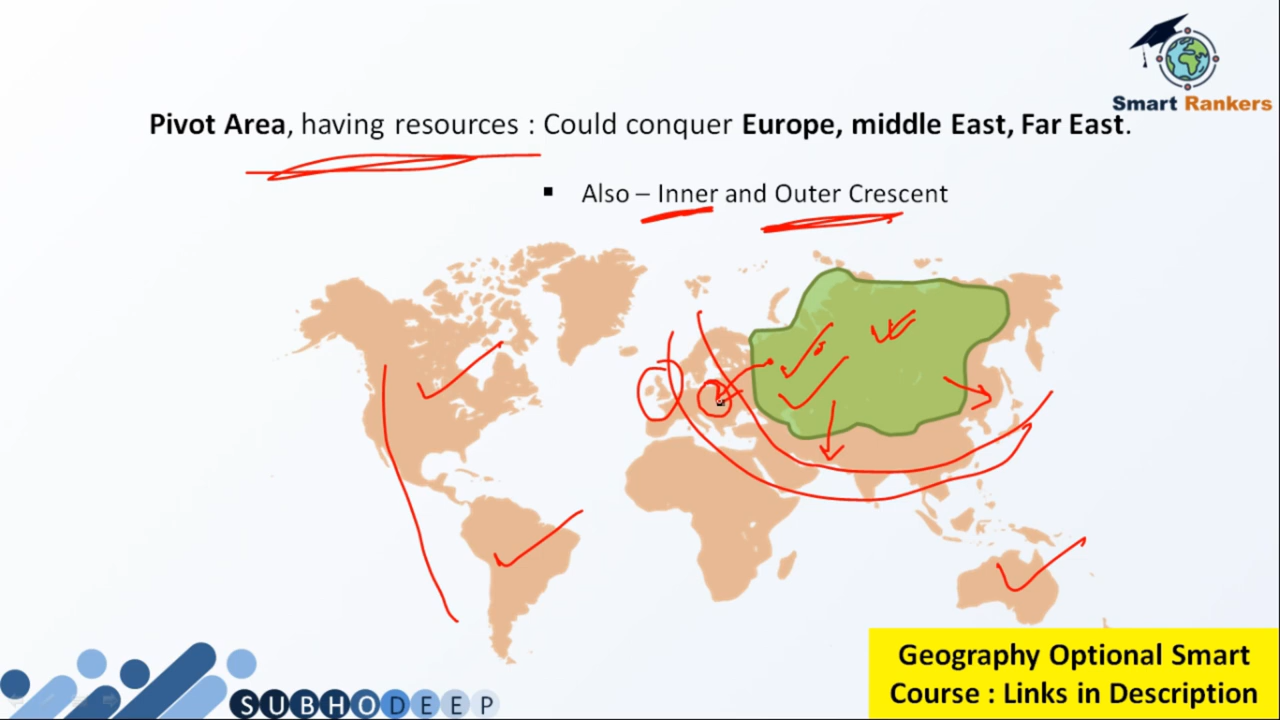 Smart Rankers
Pivot Area, having resources : Could conquer Europe, middle East, Far East.
▪ Also – Inner and Outer Crescent
Geography Optional Smart
Course : Links in Description
SUBHODEEP